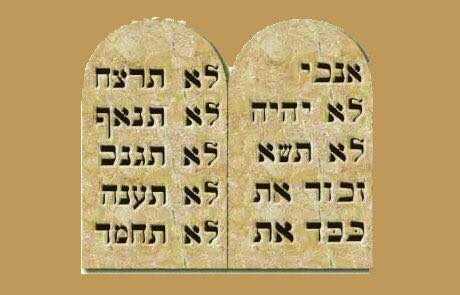 אנכי
לא יהיה
לא תשא
זכור את
כבד את
לא תרצח
לא תנאף
לא תגנב
לא תענה
לא תחמד